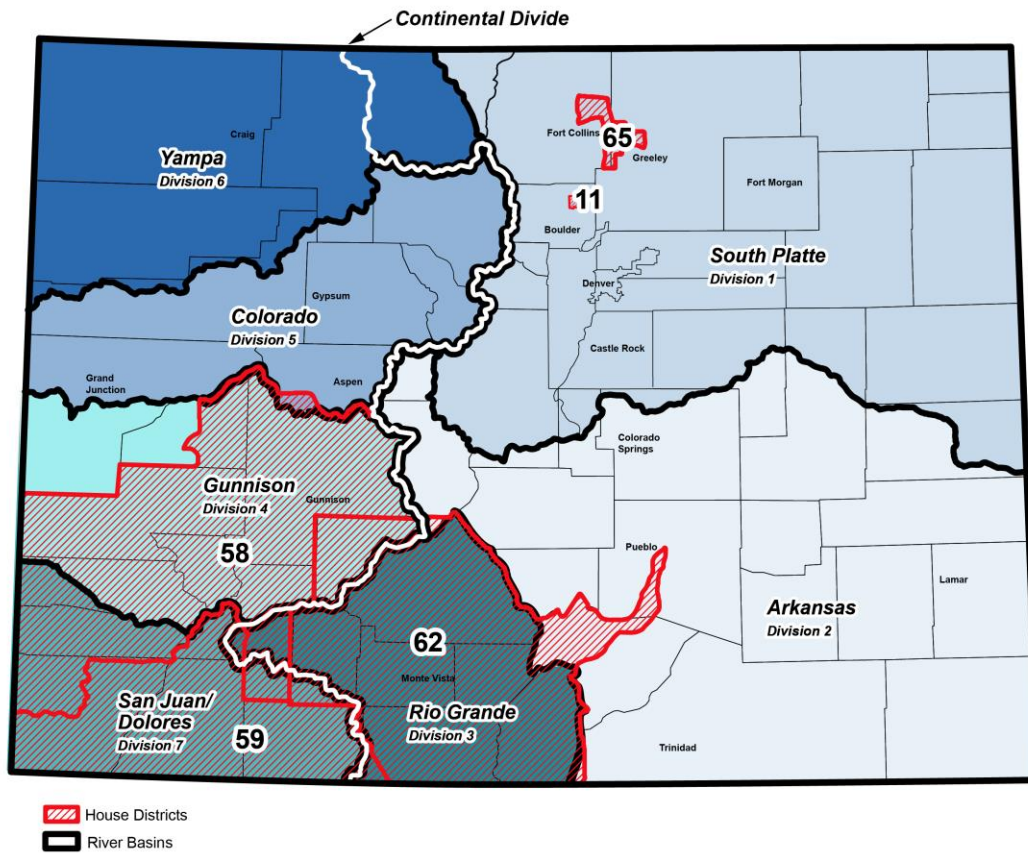 Continental Divide
Craig
Yampa
Division 6
Fort Collins
65
Greeley
Fort Morgan
11
Boulder
South Platte
Division 1
Denver
Gypsum
Colorado
Division 5
Castle Rock
Grand
Junction
Aspen
Colorado
Springs
Gunnison
Division 4
Gunnison
58
Pueblo
Lamar
Arkansas
Division 2
62
Monte Vista
San Juan/
Dolores
Division 7
59
Rio Grande
Division 3
Trinidad
House Districts
River Basins